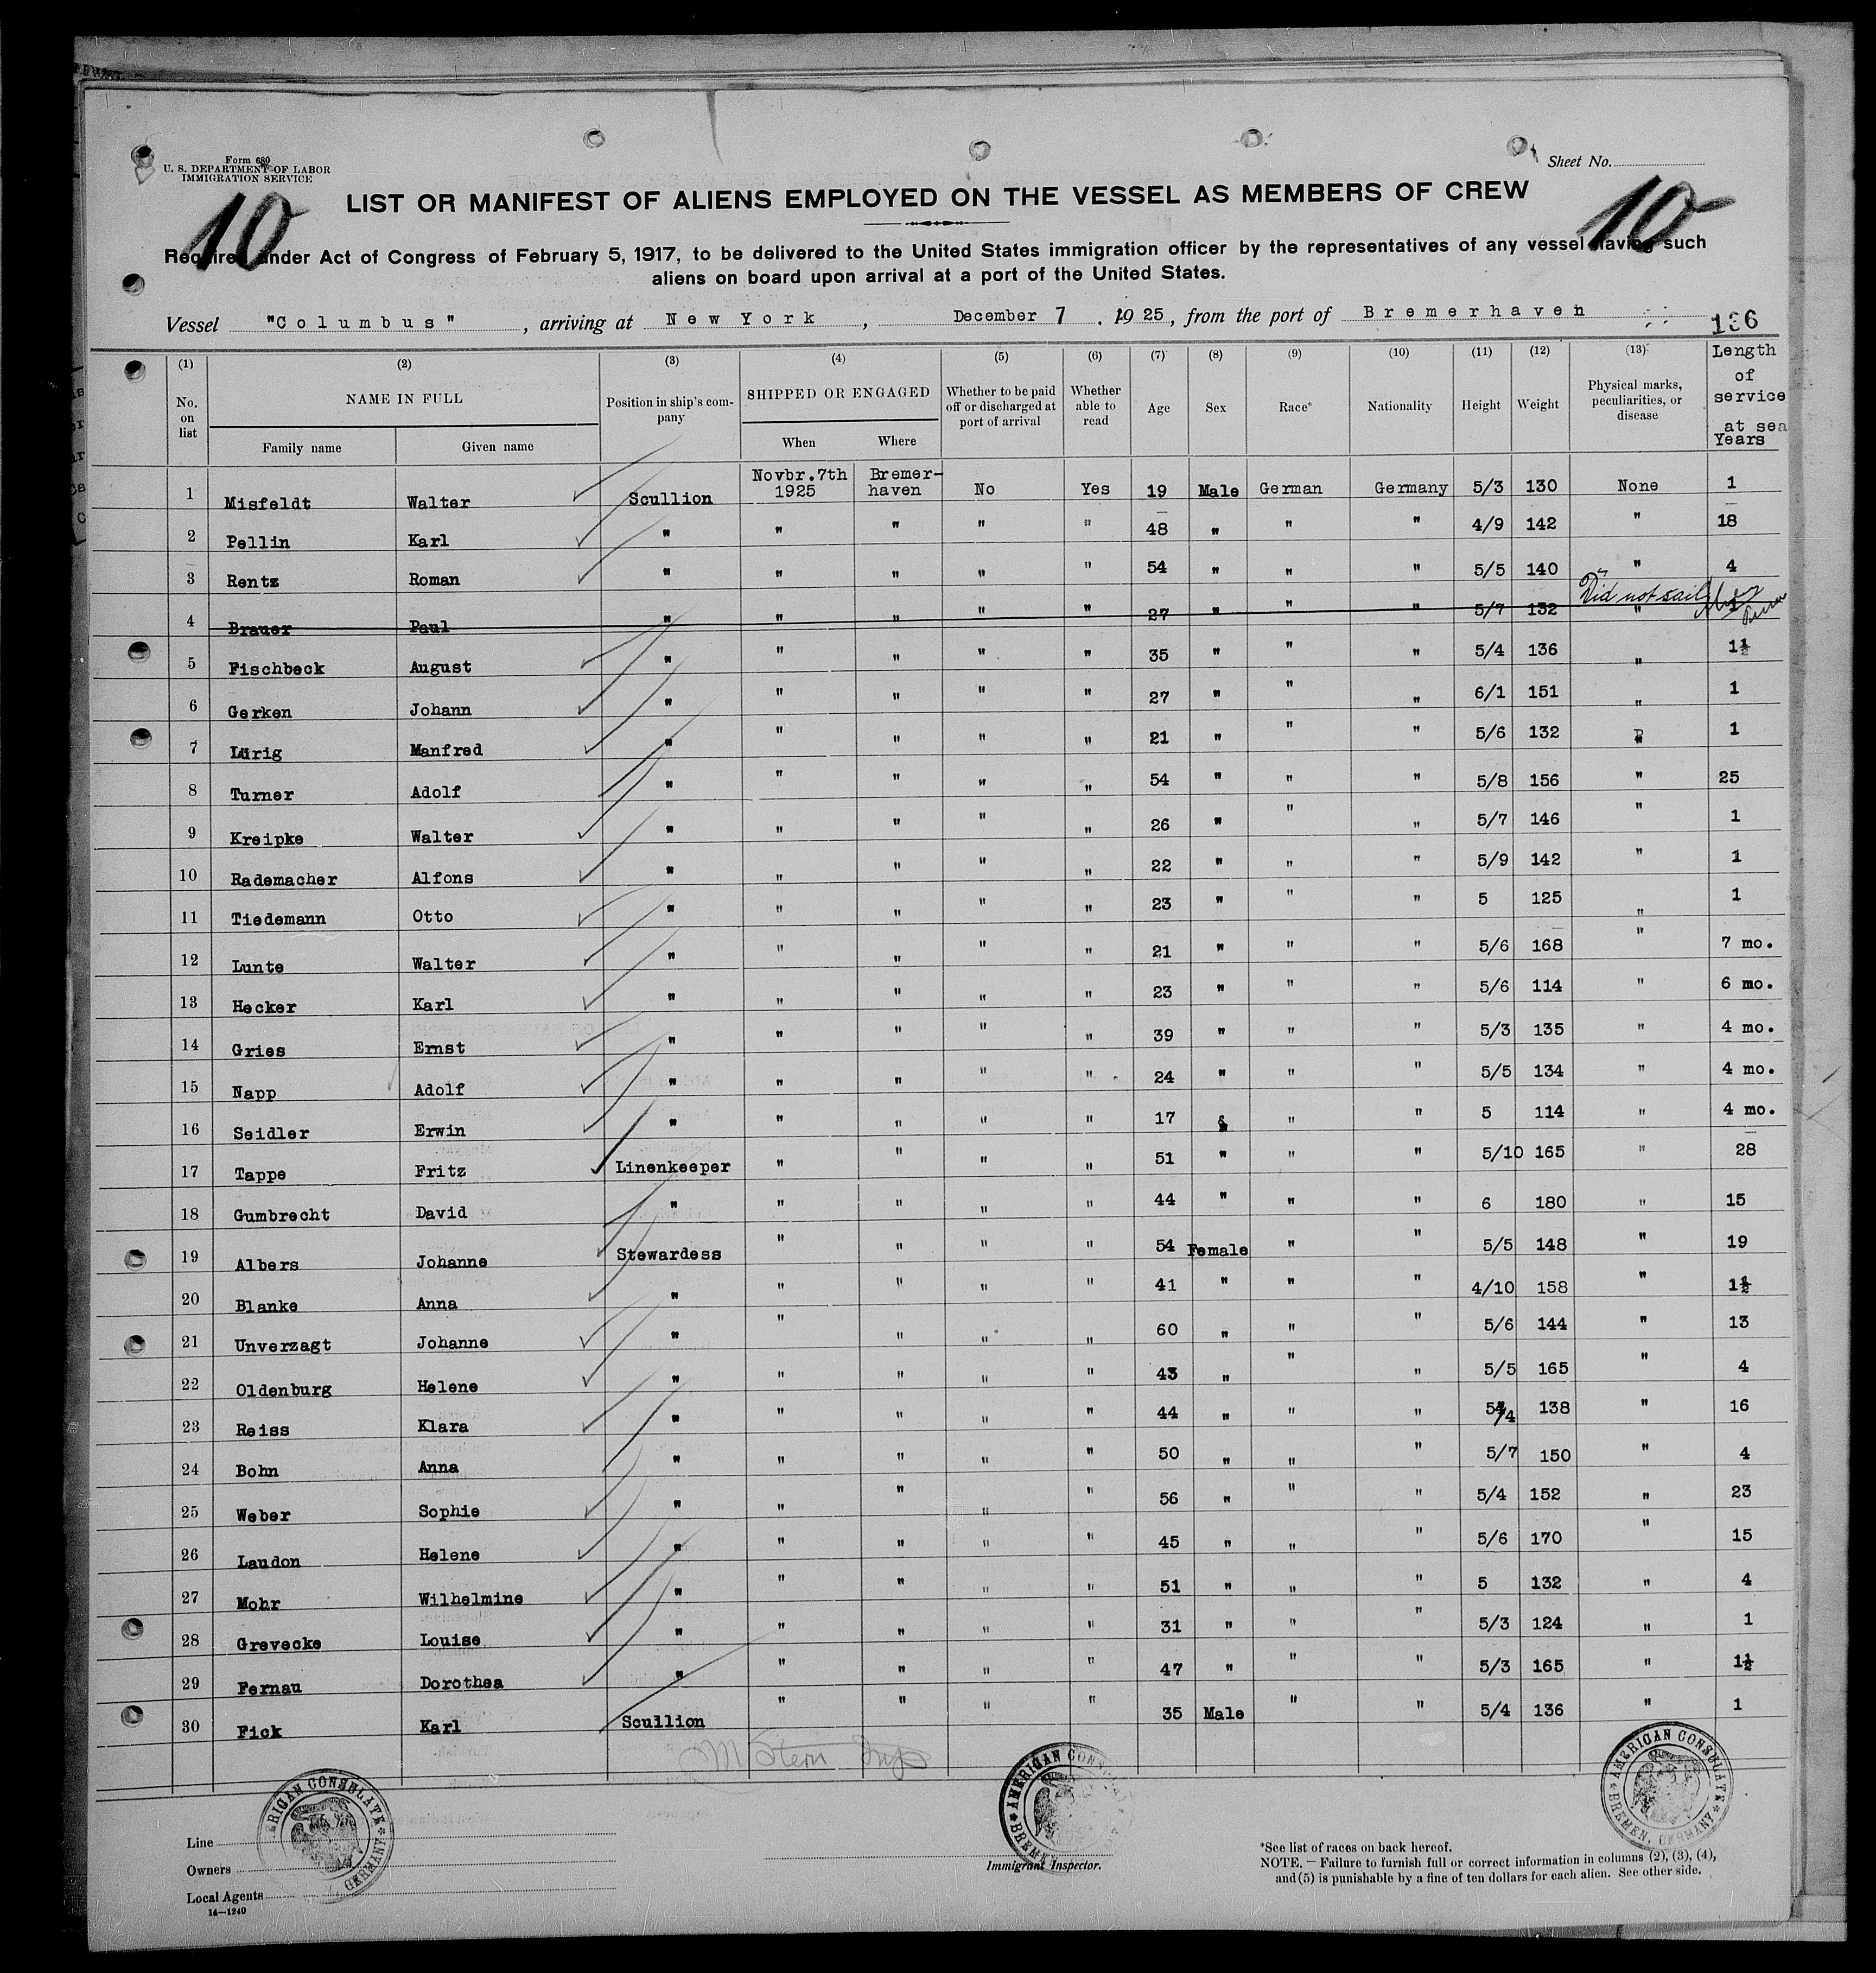 Form 680
U. S. DEPARTMENT OF LABOR
IMMIGRATION SERVICE
Sheet No.
10
10
LIST OR MANIFEST OF ALIENS EMPLOYED ON THE VESSEL AS MEMBERS OF CREW
Required under Act of Congress of February 5, 1917, to be delivered to the United States immigration officer by the representatives of any vessel having such
aliens on board upon arrival at a port of the United States.
Vessel "Columbus", arriving at New York, December 7, 1925, from the port of Bremerhaven
136
(1) (2) (3) (4) (5) (6) (7) (8) (9) (10) (11) (12) (13)
No. on list NAME IN FULL Family name Given name Position in ship's company SHIPPED OR ENGAGED When Where Whether to be paid off or discharged at port of arrival Whether able to read Age Sex Race* Nationality Height Weight Physical marks, peculiarities, or disease Length of service at sea Years
1 Misfeldt Walter Scullion Novbr.7th 1925 Bremerhaven No Yes 19 Male German Germany 5/3 130 None 1
2 Pellin Karl " " " " " 48 " " " 4/9 142 " 18
3 Rentz Roman " " " " " 54 " " " 5/5 140 " 4
Did not sail
4 Brauer Paul " " " " " 27 " " " 5/7 132 " 1
5 Fischbeck August " " " " " 35 " " " 5/4 136 " 1½
6 Gerken Johann " " " " " 27 " " " 6/1 151 " 1
7 Lürig Manfred " " " " " 21 " " " 5/6 132 " 1
8 Turner Adolf " " " " " 54 " " " 5/8 156 " 25
9 Kreipke Walter " " " " " 26 " " " 5/7 146 " 1
10 Rademacher Alfons " " " " " 22 " " " 5/9 142 " 1
11 Tiedemann Otto " " " " " 23 " " " 5 125 " 1
12 Lunte Walter " " " " " 21 " " " 5/6 168 " 7 mo.
13 Hecker Karl " " " " " 23 " " " 5/6 114 " 6 mo.
14 Gries Ernst " " " " " 39 " " " 5/3 135 " 4 mo.
15 Napp Adolf " " " " " 24 " " " 5/5 134 " 4 mo.
16 Seidler Erwin " " " " " 17 " " " 5 114 " 4 mo.
17 Tappe Fritz Linenkeeper " " " " 51 " " " 5/10 165 " 28
18 Gumbrecht David " " " " " 44 " " " 6 180 " 15
19 Albers Johanne Stewardess " " " " 54 Female " " 5/5 148 " 19
20 Blanke Anna " " " " " 41 " " " 4/10 158 " 1½
21 Unverzagt Johanne " " " " " 60 " " " 5/6 144 " 13
22 Oldenburg Helene " " " " " 43 " " " 5/5 165 " 4
23 Reiss Klara " " " " " 44 " " " 5/4 138 " 16
24 Bohn Anna " " " " " 50 " " " 5/7 150 " 4
25 Weber Sophie " " " " " 56 " " " 5/4 152 " 23
26 Laudon Helene " " " " " 45 " " " 5/6 170 " 15
27 Mohr Wilhelmine " " " " " 51 " " " 5 132 " 4
28 Grevecke Louise " " " " " 31 " " " 5/3 124 " 1
29 Fernau Dorothea " " " " " 47 " " " 5/3 165 " 1½
30 Fick Karl Scullion " " " " 35 Male " " 5/4 136 " 1
M Stern Insp
AMERICAN CONSULATE
BREMEN, GERMANY
AMERICAN CONSULATE
BREMEN
AMERICAN CONSULATE
BREMEN, GERMANY
Line
Owners
Local Agents
14—1240
Immigrant Inspector.
*See list of races on back hereof.
NOTE.—Failure to furnish full or correct information in columns (2), (3), (4),
and (5) is punishable by a fine of ten dollars for each alien. See other side.